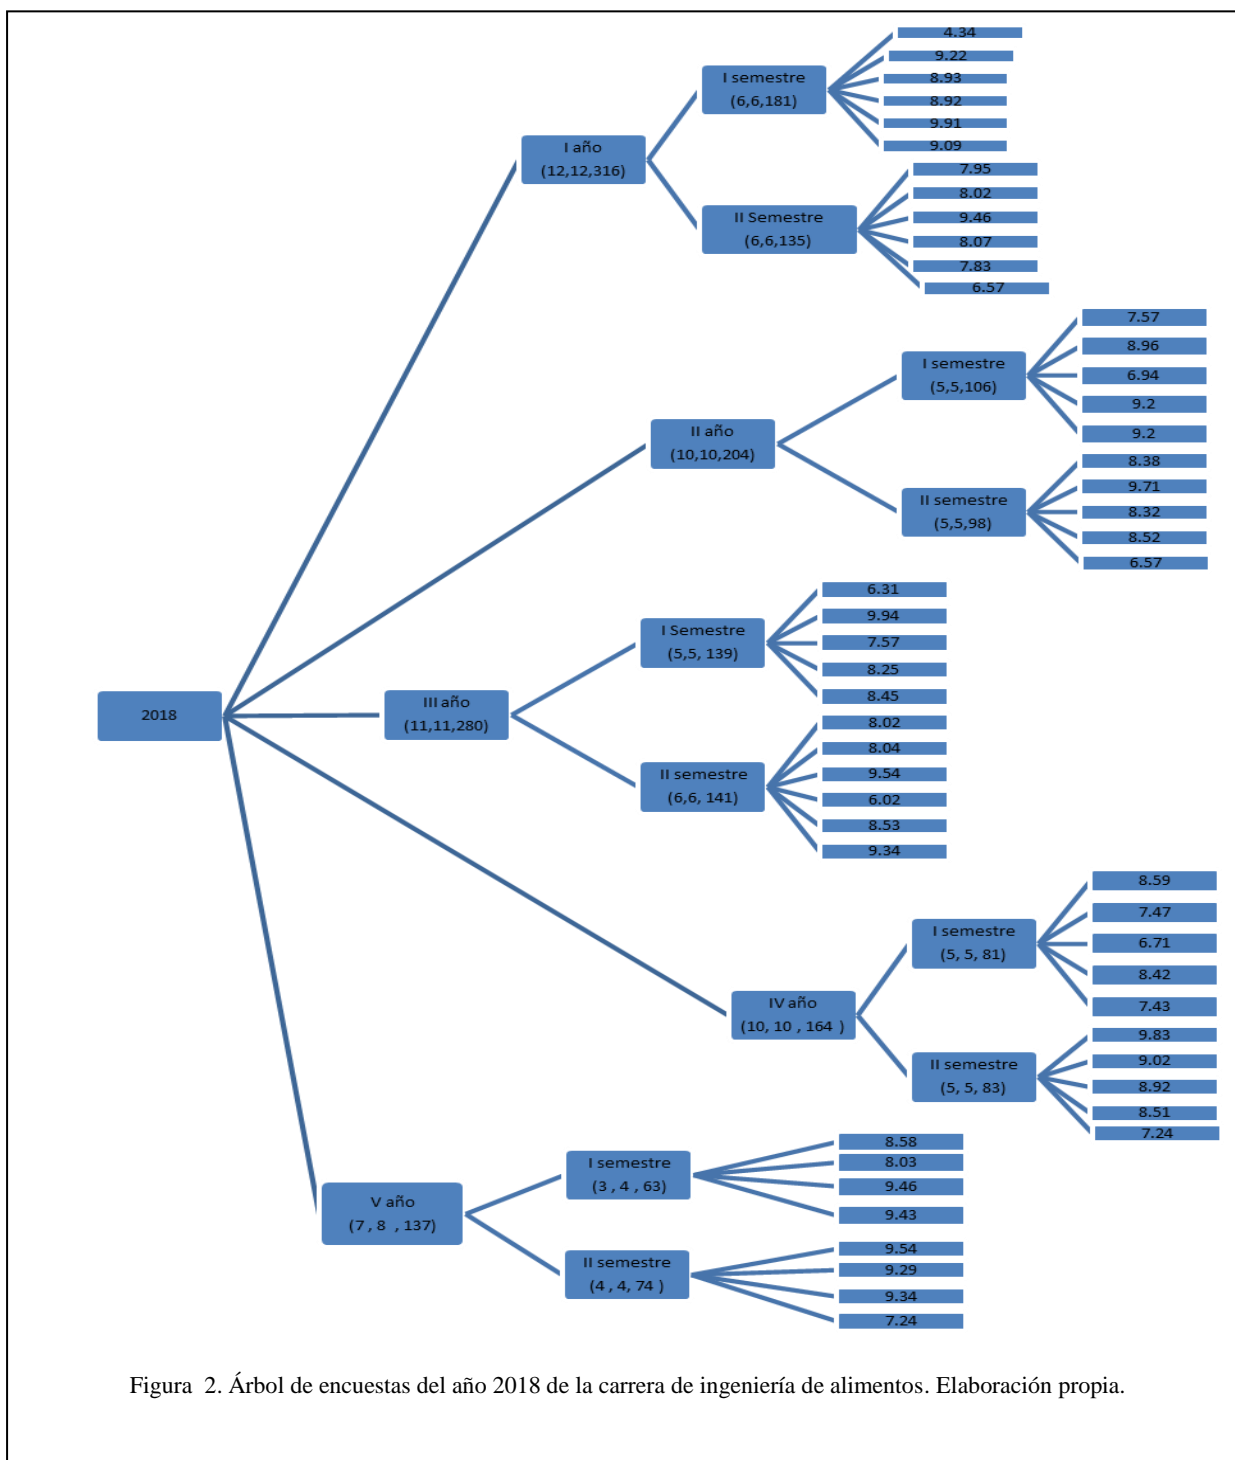 4.34
9.22
I semestre
8.93
(6,6,181)
8.92
9.91
I año
9.09
(12,12,316)
7.95
8.02
II Semestre
9.46
(6,6,135)
8.07
7.83
6.57
7.57
8.96
I semestre
6.94
(5,5,106)
9.2
II año
9.2
(10,10,204)
8.38
9.71
II semestre
8.32
(5,5,98)
8.52
6.57
6.31
9.94
I Semestre
7.57
(5,5, 139)
8.25
8.45
2018
III año
8.02
(11,11,280)
8.04
II semestre
9.54
(6,6, 141)
6.02
8.53
9.34
8.59
7.47
I semestre
6.71
(5, 5, 81)
8.42
IV año
7.43
(10, 10 , 164 )
9.83
II semestre
9.02
(5, 5, 83)
8.92
8.51
7.24
8.58
I semestre
8.03
(3 , 4 , 63)
9.46
V año
9.43
(7 , 8 , 137)
9.54
II semestre
9.29
(4 , 4, 74 )
9.34
7.24
Figura 2. Árbol de encuestas del año 2018 de la carrera de ingeniería de alimentos. Elaboración propia.